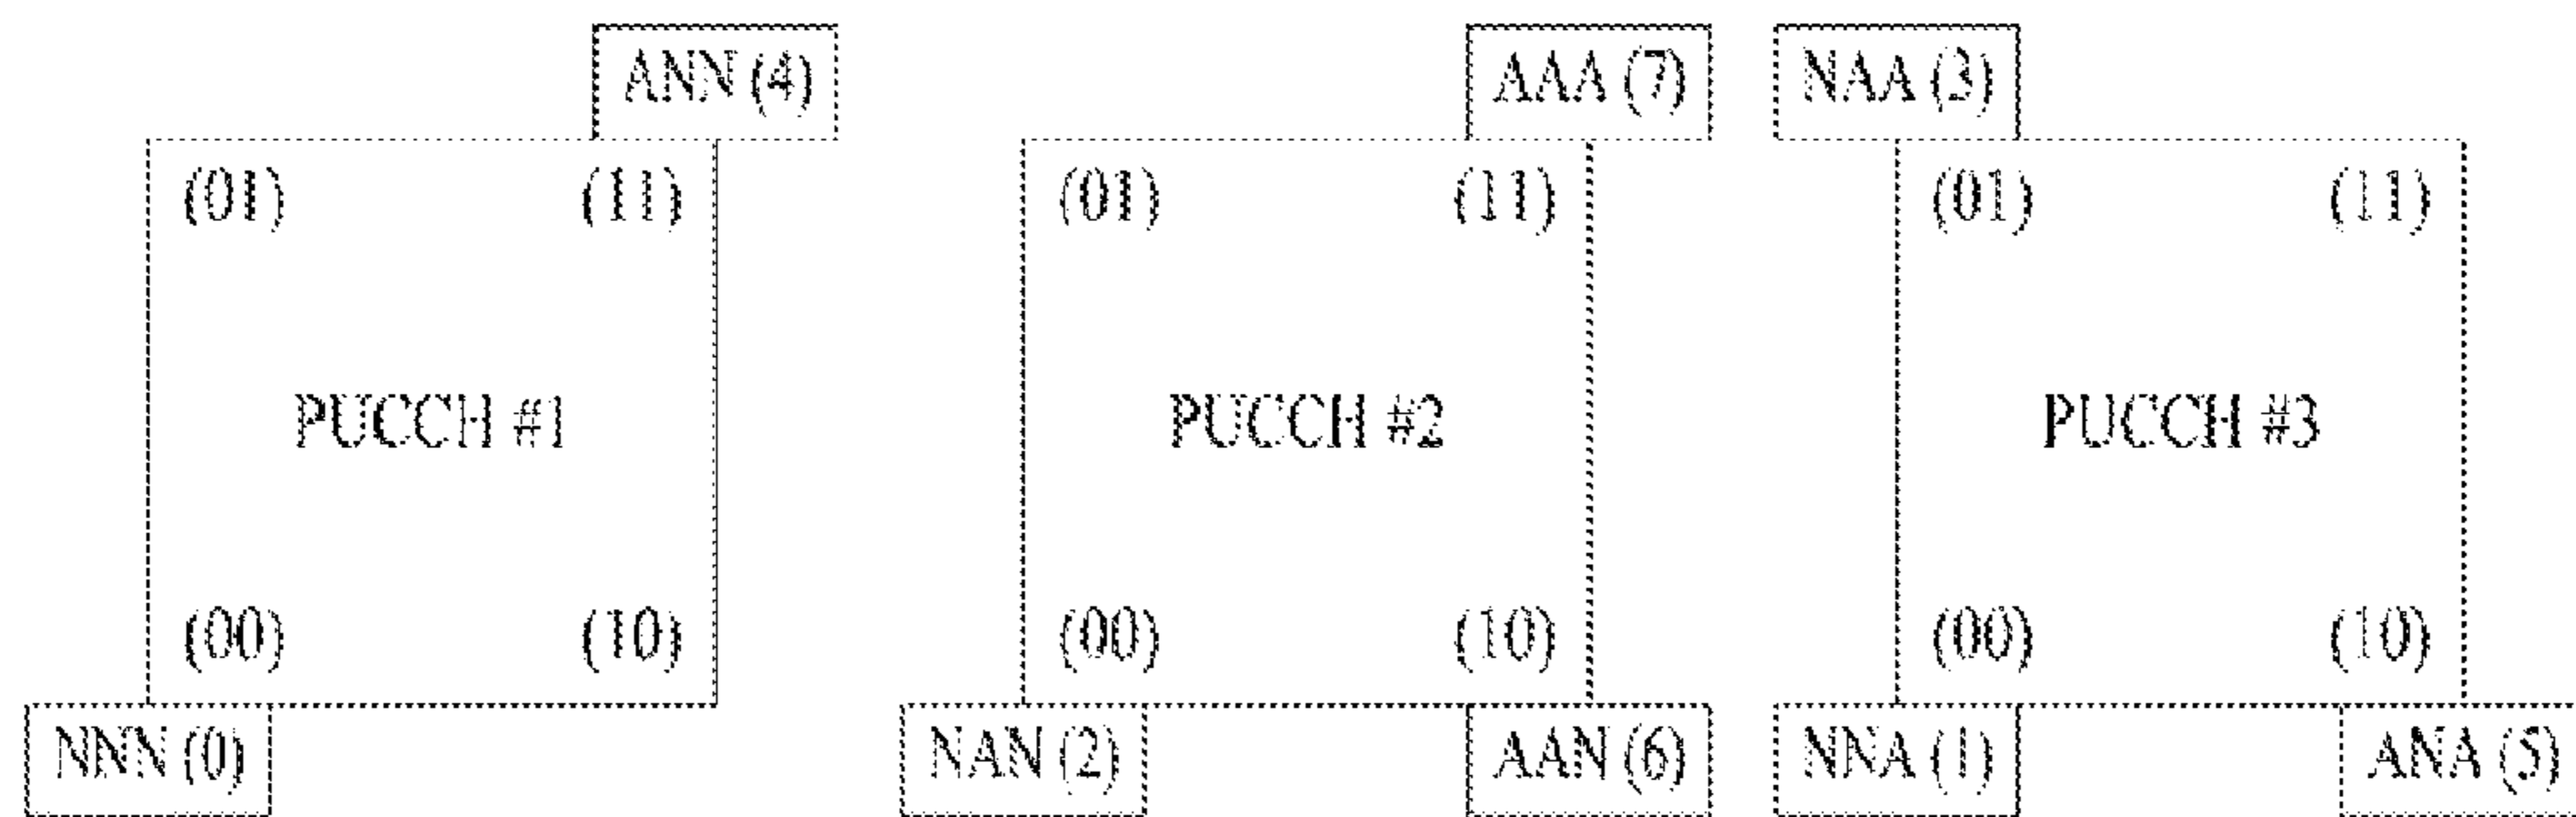 ANN (4) AAA (7) NAA (3)
(01) (11) (01) (11) (01) (11)
PUCCH #1 PUCCH #2 PUCCH #3
(00) (10) (00) (10) (00) (10)
NNN (0) NAN (2) AAN (6) NNA (1) ANA (5)